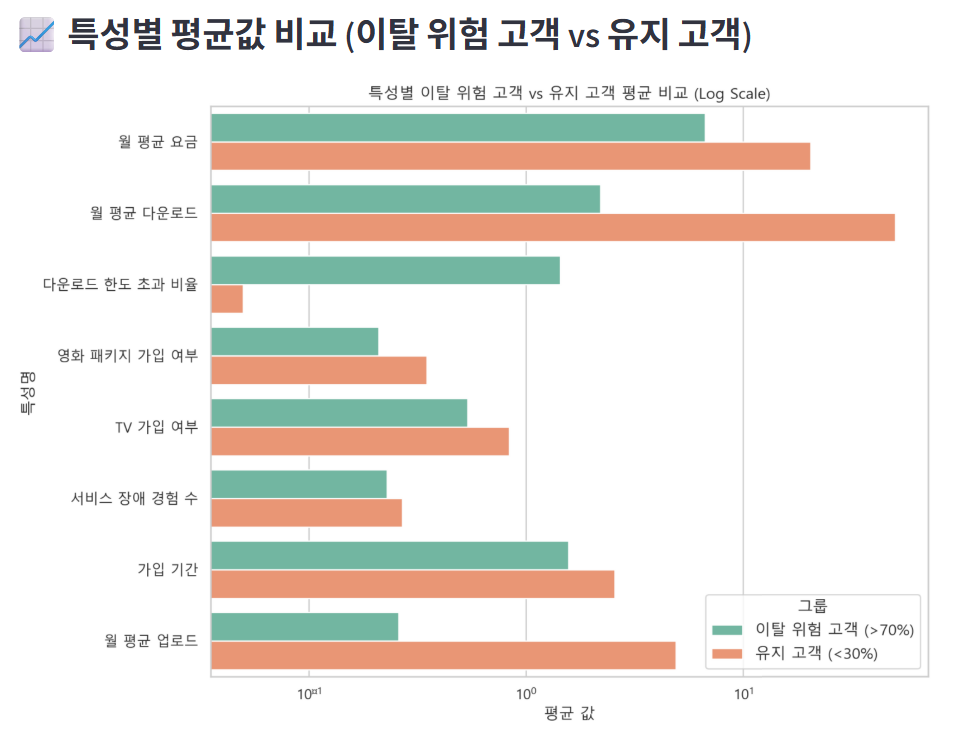 특성별 평균값 비교 (이탈 위험 고객 vs 유지 고객)
특성별 이탈 위험 고객 vs 유지 고객 평균 비교 (Log Scale)
월 평균 요금
월 평균 다운로드
다운로드 한도 초과 비율
영화 패키지 가입 여부
TV 가입 여부
서비스 장애 경험 수
가입 기간
월 평균 업로드
특성명
그룹
이탈 위험 고객 (>70%)
유지 고객 (<30%)
10¤1
10⁰
10¹
평균 값